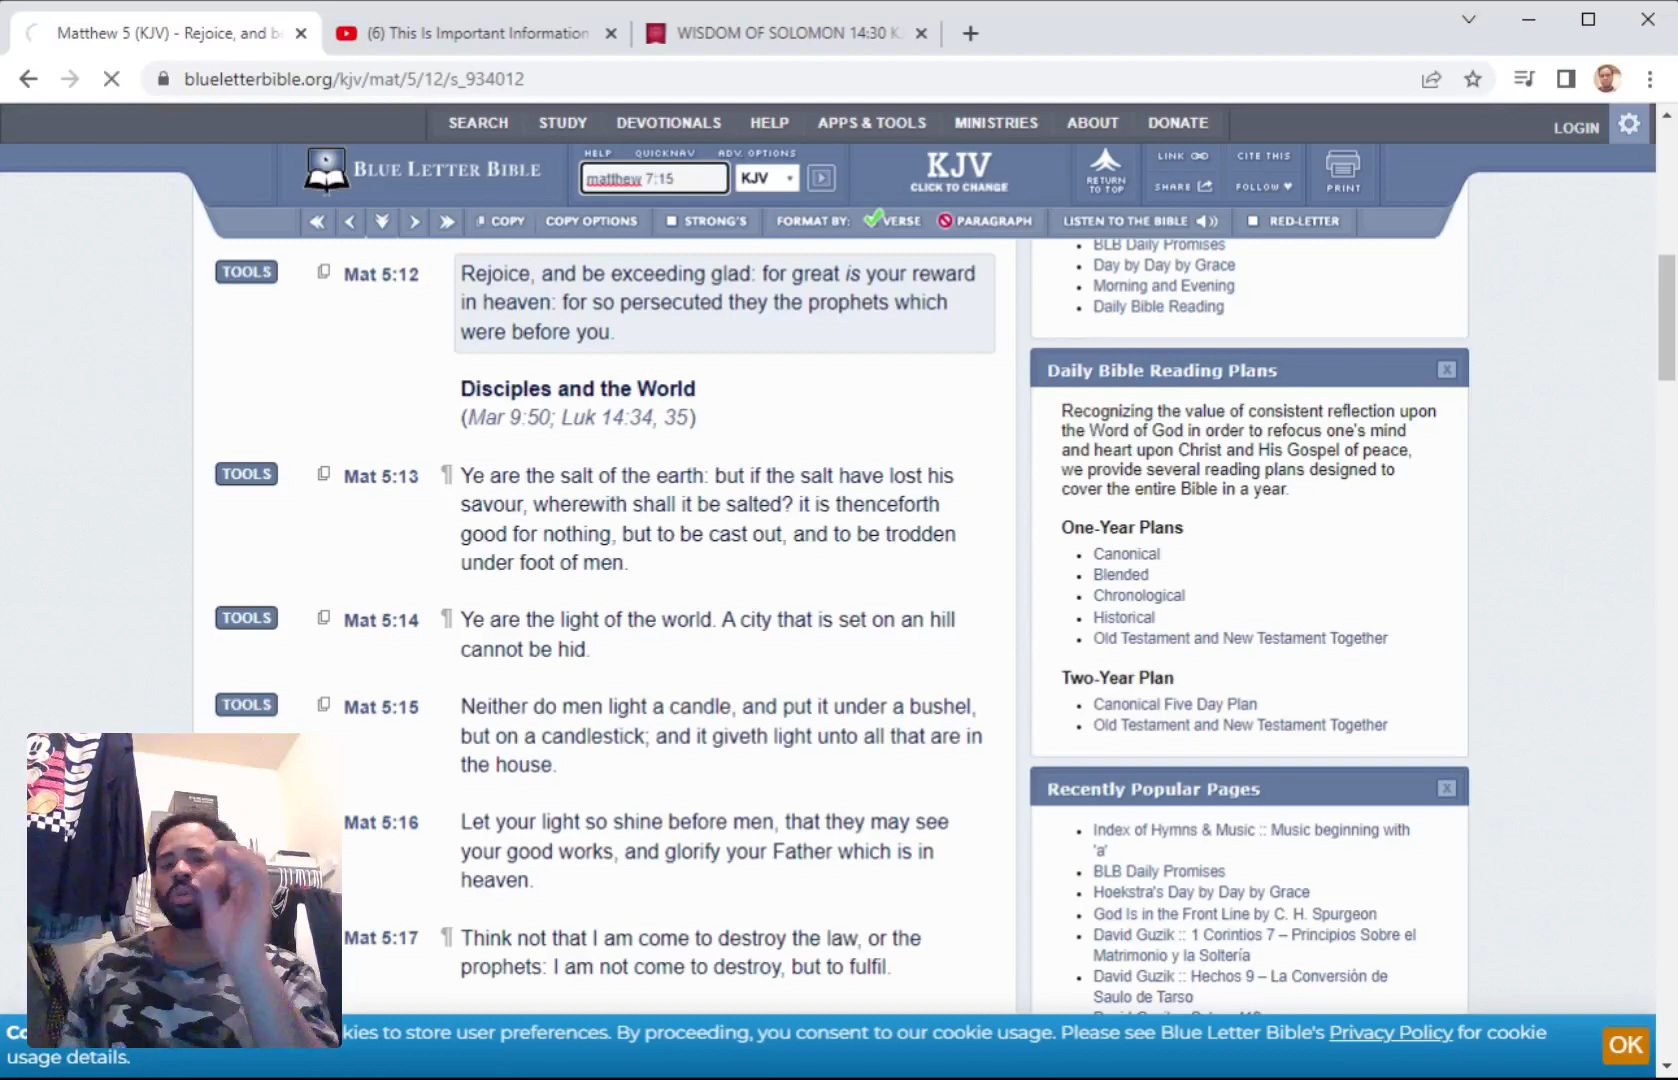 Matthew 5 (KJV) - Rejoice, and be
(6) This Is Important Information
WISDOM OF SOLOMON 14:30 K
blueletterbible.org/kjv/mat/5/12/s_934012
SEARCH STUDY DEVOTIONALS HELP APPS & TOOLS MINISTRIES ABOUT DONATE
LOGIN
BLUE LETTER BIBLE
HELP QUICKNAV ADV. OPTIONS
matthew 7:15
KJV
KJV
CLICK TO CHANGE
RETURN
TO TOP
LINK
CITE THIS
SHARE
FOLLOW
PRINT
COPY COPY OPTIONS STRONG'S FORMAT BY: VERSE PARAGRAPH LISTEN TO THE BIBLE RED-LETTER
TOOLS
Mat 5:12
Rejoice, and be exceeding glad: for great is your reward
in heaven: for so persecuted they the prophets which
were before you.
Disciples and the World
(Mar 9:50; Luk 14:34, 35)
TOOLS
Mat 5:13
¶ Ye are the salt of the earth: but if the salt have lost his
savour, wherewith shall it be salted? it is thenceforth
good for nothing, but to be cast out, and to be trodden
under foot of men.
TOOLS
Mat 5:14
¶ Ye are the light of the world. A city that is set on an hill
cannot be hid.
TOOLS
Mat 5:15
Neither do men light a candle, and put it under a bushel,
but on a candlestick; and it giveth light unto all that are in
the house.
Mat 5:16
Let your light so shine before men, that they may see
your good works, and glorify your Father which is in
heaven.
Mat 5:17
¶ Think not that I am come to destroy the law, or the
prophets: I am not come to destroy, but to fulfil.
BLB Daily Promises
Day by Day by Grace
Morning and Evening
Daily Bible Reading
Daily Bible Reading Plans
Recognizing the value of consistent reflection upon
the Word of God in order to refocus one's mind
and heart upon Christ and His Gospel of peace,
we provide several reading plans designed to
cover the entire Bible in a year.
One-Year Plans
Canonical
Blended
Chronological
Historical
Old Testament and New Testament Together
Two-Year Plan
Canonical Five Day Plan
Old Testament and New Testament Together
Recently Popular Pages
Index of Hymns & Music :: Music beginning with
'a'
BLB Daily Promises
Hoekstra's Day by Day by Grace
God Is in the Front Line by C. H. Spurgeon
David Guzik :: 1 Corintios 7 – Principios Sobre el
Matrimonio y la Soltería
David Guzik :: Hechos 9 – La Conversión de
Saulo de Tarso
Co
kies to store user preferences. By proceeding, you consent to our cookie usage. Please see Blue Letter Bible's Privacy Policy for cookie
usage details.
OK